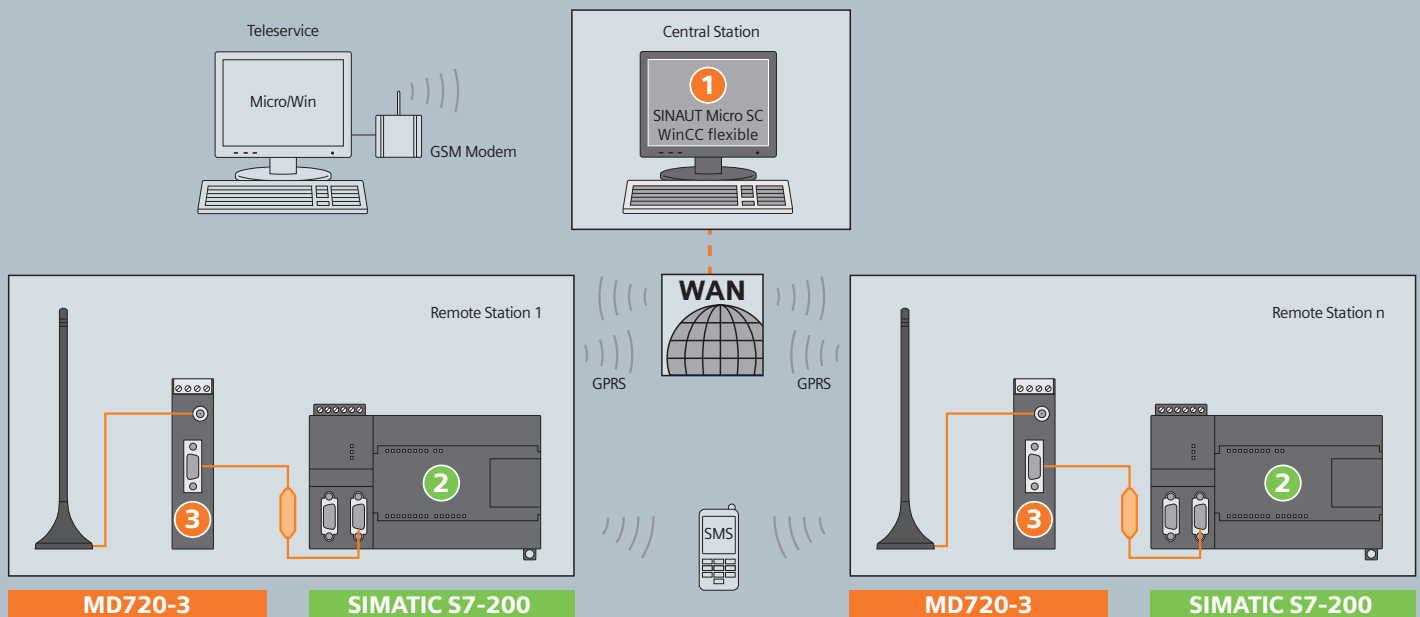 Teleservice
Central Station
Micro/Win
1
SINAUT Micro SC
WinCC flexible
GSM Modem
WAN
Remote Station 1
Remote Station n
GPRS
GPRS
2
2
3
3
SMS
MD720-3
SIMATIC S7-200
MD720-3
SIMATIC S7-200